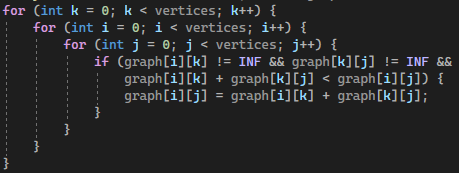 for (int k = 0; k < vertices; k++) {
for (int i = 0; i < vertices; i++) {
for (int j = 0; j < vertices; j++) {
if (graph[i][k] != INF && graph[k][j] != INF &&
graph[i][k] + graph[k][j] < graph[i][j]) {
graph[i][j] = graph[i][k] + graph[k][j];
}
}
}
}